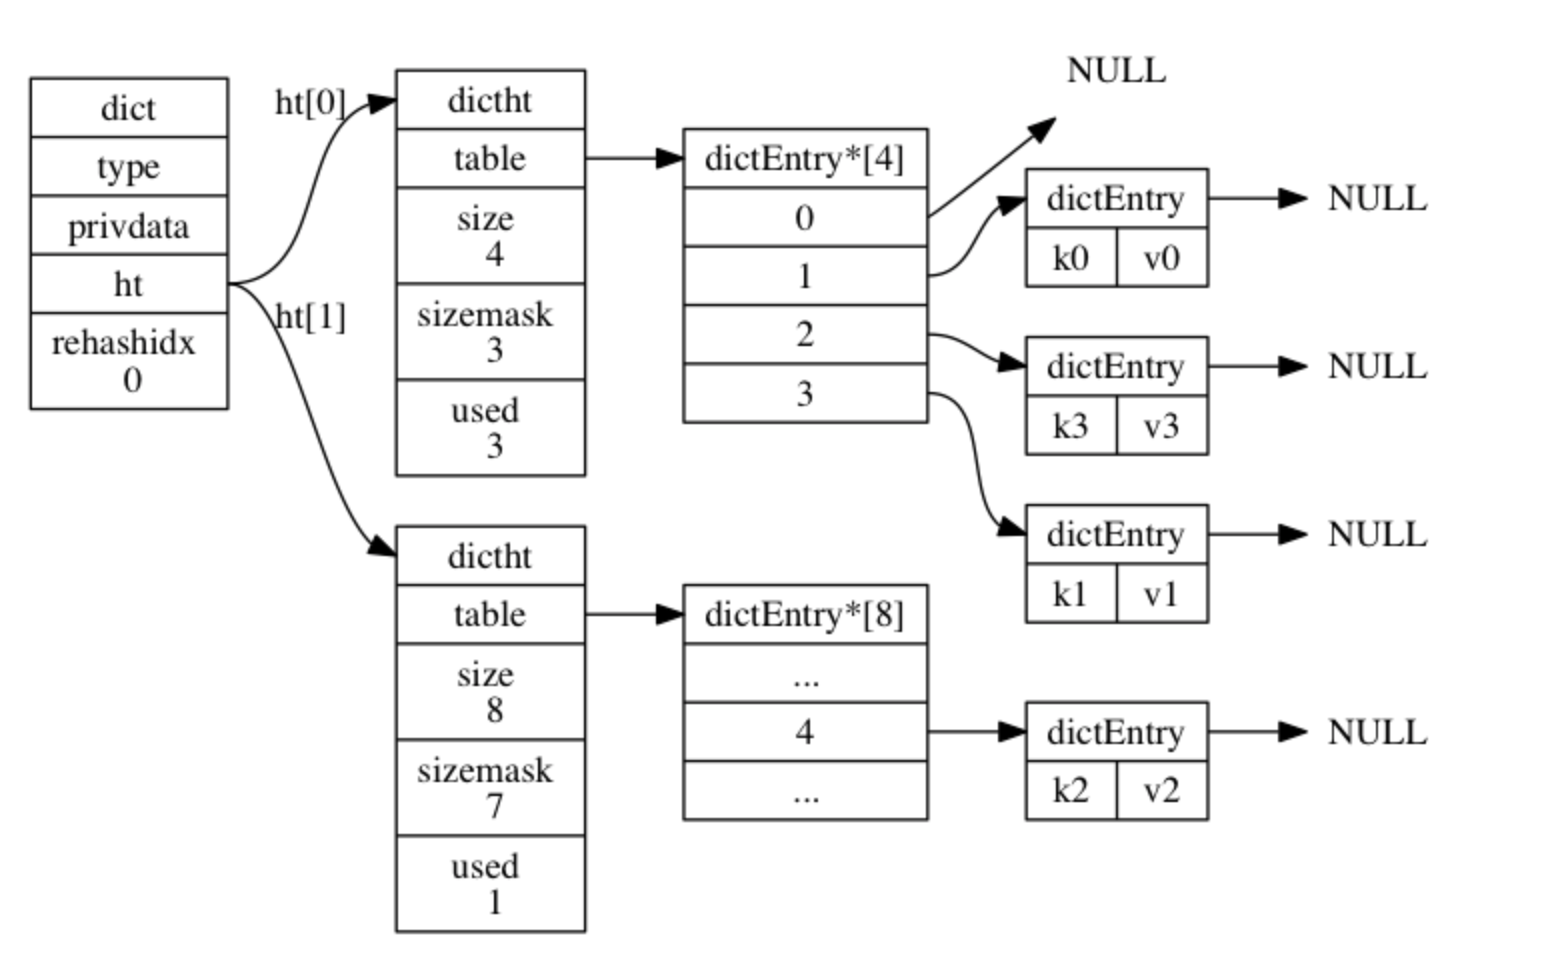 dict
type
privdata
ht
rehashidx
0
ht[0]
ht[1]
dictht
table
size
4
sizemask
3
used
3
dictEntry*[4]
0
1
2
3
NULL
dictEntry
k0 v0
NULL
dictEntry
k3 v3
NULL
dictEntry
k1 v1
NULL
dictht
table
size
8
sizemask
7
used
1
dictEntry*[8]
...
4
...
dictEntry
k2 v2
NULL